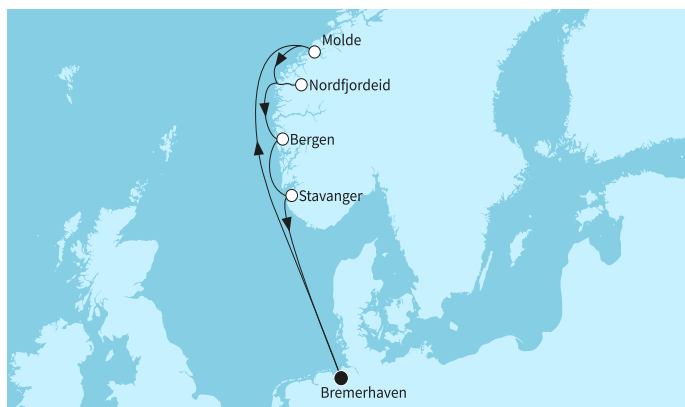 Molde
Nordfjordeid
Bergen
Stavanger
Bremerhaven